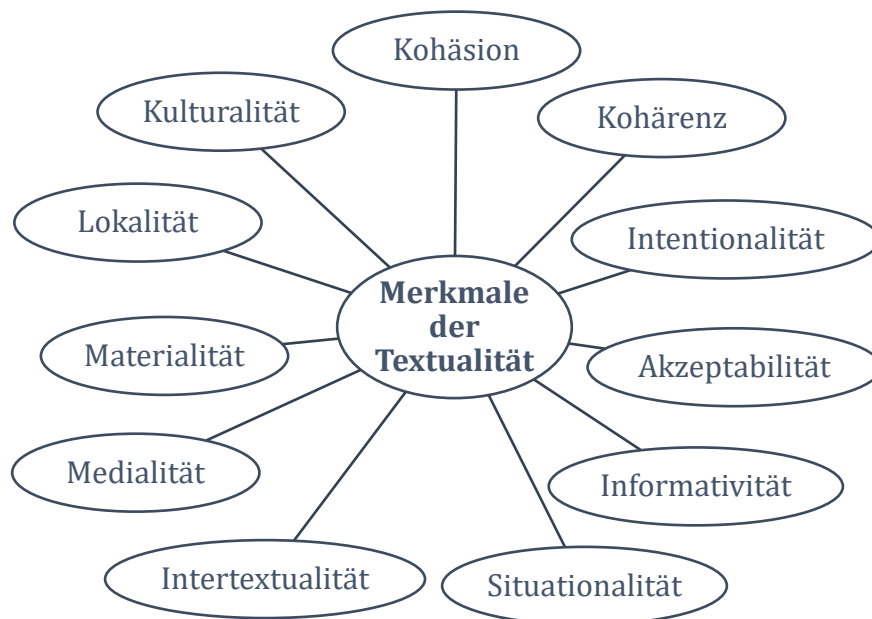 Kohäsion
Kohärenz
Intentionalität
Akzeptabilität
Informativität
Situationalität
Intertextualität
Medialität
Materialität
Lokalität
Kulturalität
Merkmale
der
Textualität